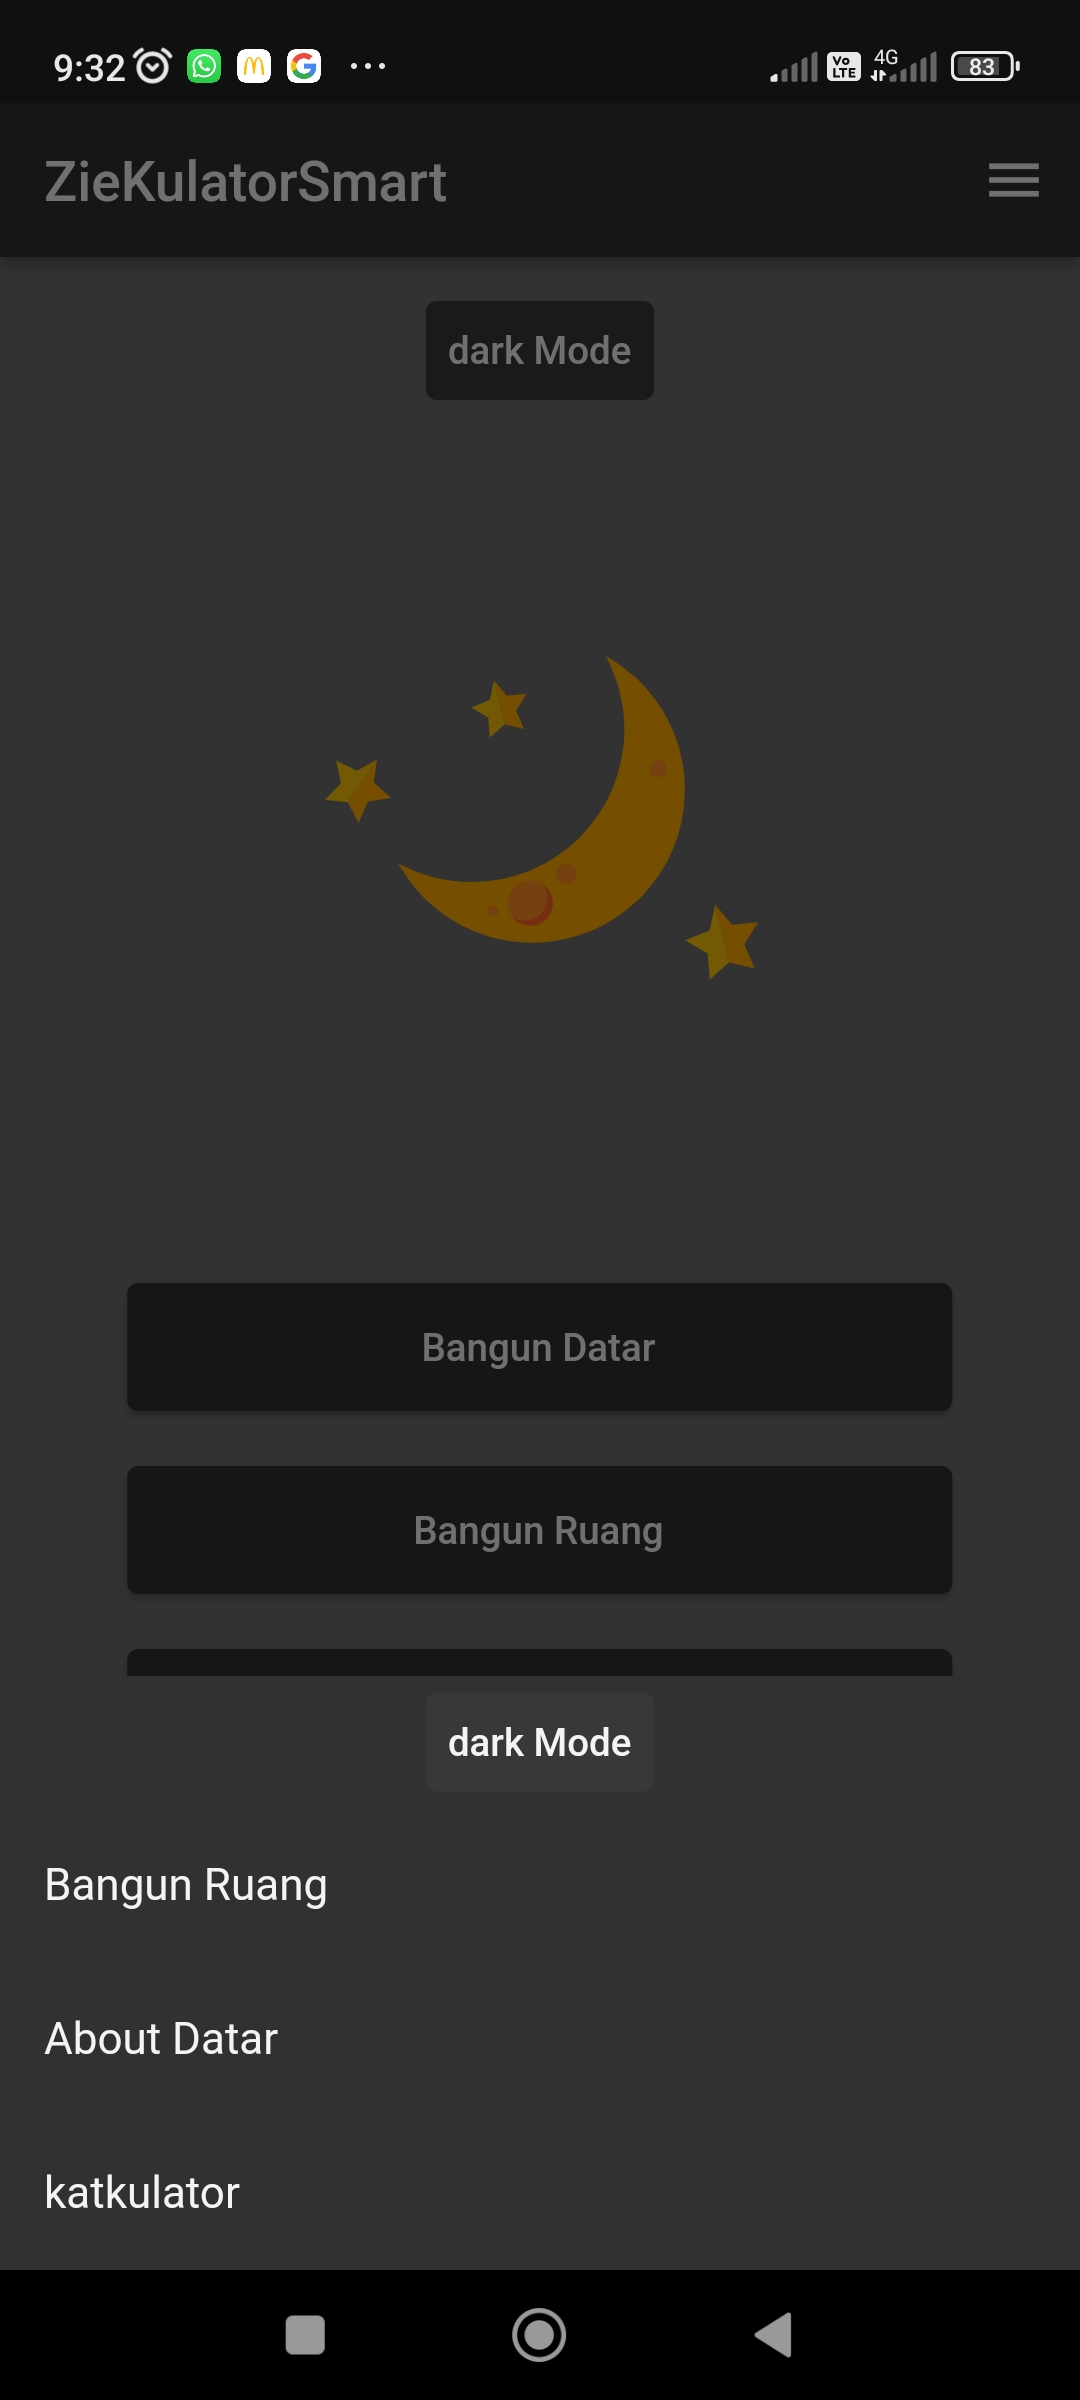 9:32
Vo
LTE
4G
83
ZieKulatorSmart
dark Mode
Bangun Datar
Bangun Ruang
dark Mode
Bangun Ruang
About Datar
katkulator